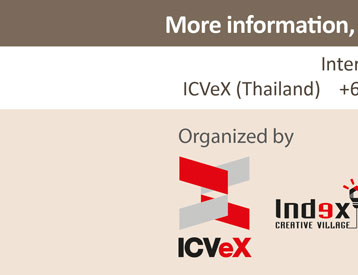 More information,
Inter
ICVeX (Thailand) +6
Organized by
ICVeX
Index
CREATIVE VILLAGE